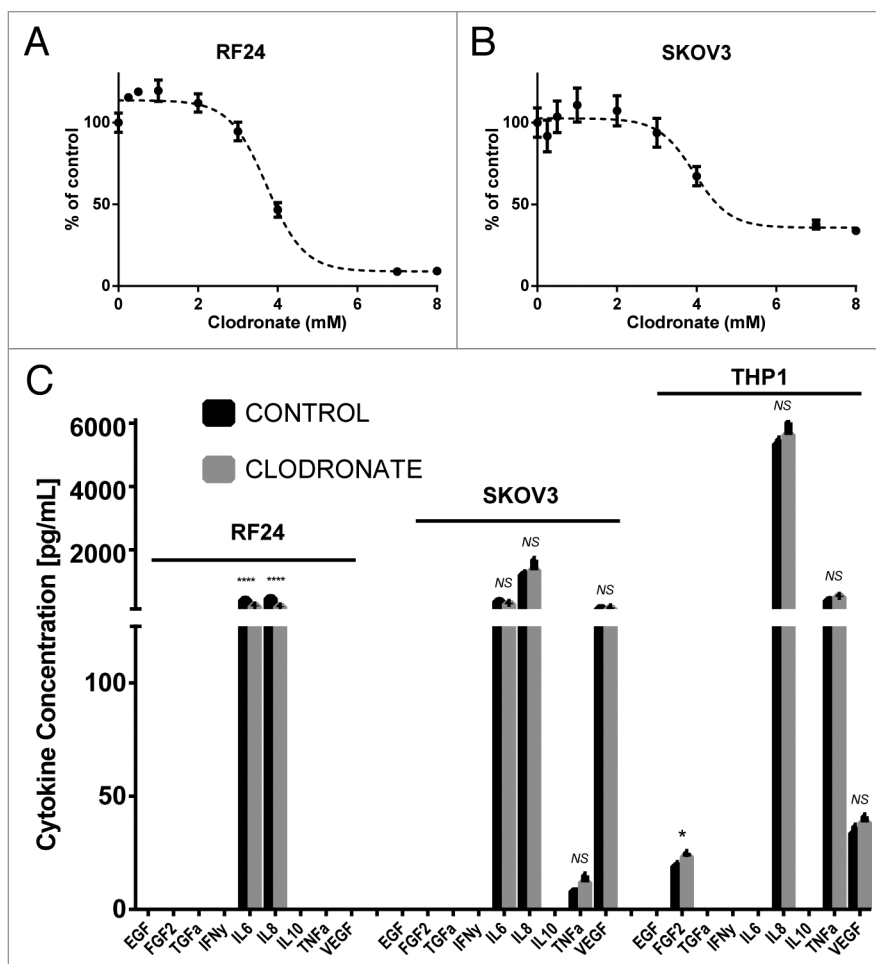 A
RF24
% of control
100
50
0
0 2 4 6 8
Clodronate (mM)
B
SKOV3
% of control
100
50
0
0 2 4 6 8
Clodronate (mM)
C
CONTROL
CLODRONATE
THP1
SKOV3
RF24
Cytokine Concentration [pg/mL]
6000
4000
2000
100
50
0
**** ****
NS NS NS NS
* NS NS NS
EGF FGF2 TGFa IFNy IL6 IL8 IL10 TNFa VEGF EGF FGF2 TGFa IFNy IL6 IL8 IL10 TNFa VEGF EGF FGF2 TGFa IFNy IL6 IL8 IL10 TNFa VEGF